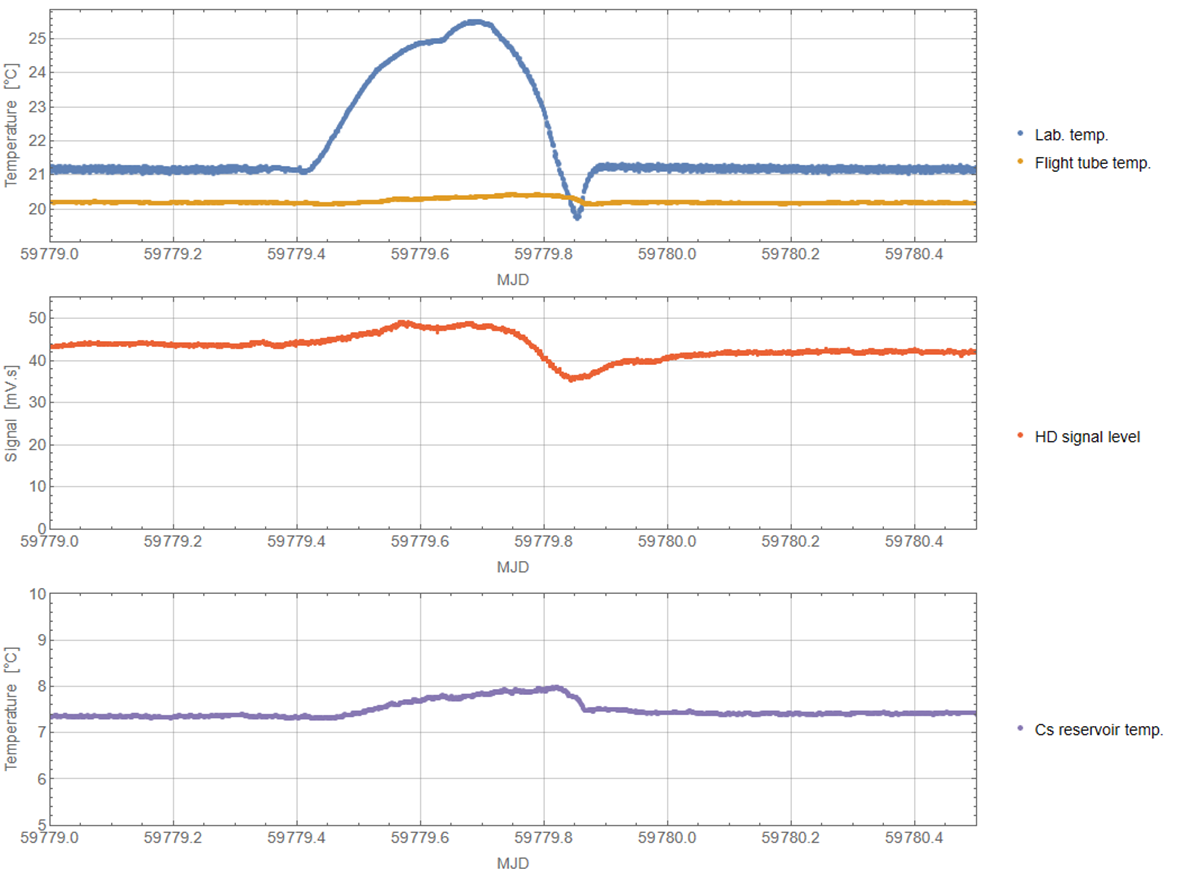 Temperature [°C]
25
24
23
22
21
20
59779.0 59779.2 59779.4 59779.6 59779.8 59780.0 59780.2 59780.4
MJD
Lab. temp.
Flight tube temp.
Signal [mV.s]
50
40
30
20
10
0
59779.0 59779.2 59779.4 59779.6 59779.8 59780.0 59780.2 59780.4
MJD
HD signal level
Temperature [°C]
10
9
8
7
6
5
59779.0 59779.2 59779.4 59779.6 59779.8 59780.0 59780.2 59780.4
MJD
Cs reservoir temp.